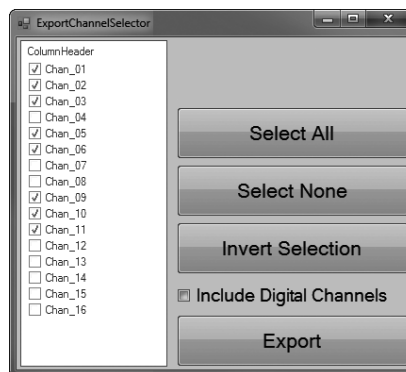 ExportChannelSelector
ColumnHeader
Chan_01
Chan_02
Chan_03
Chan_04
Chan_05
Chan_06
Chan_07
Chan_08
Chan_09
Chan_10
Chan_11
Chan_12
Chan_13
Chan_14
Chan_15
Chan_16
Select All
Select None
Invert Selection
Include Digital Channels
Export